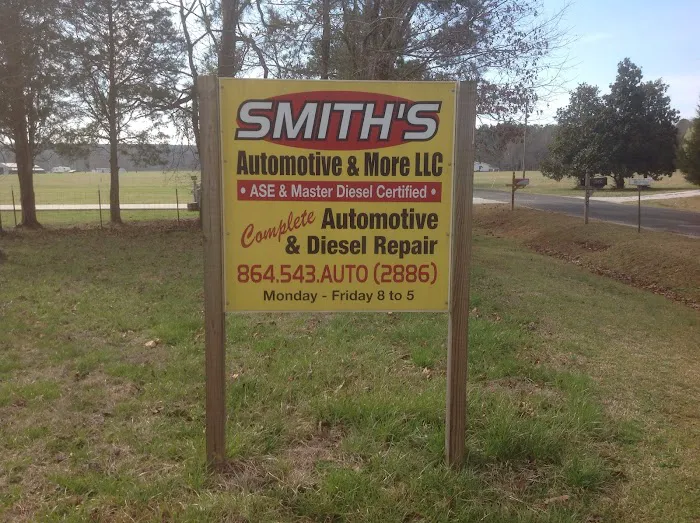 SMITH'S
Automotive & More LLC
• ASE & Master Diesel Certified •
Complete Automotive
& Diesel Repair
864.543.AUTO (2886)
Monday - Friday 8 to 5